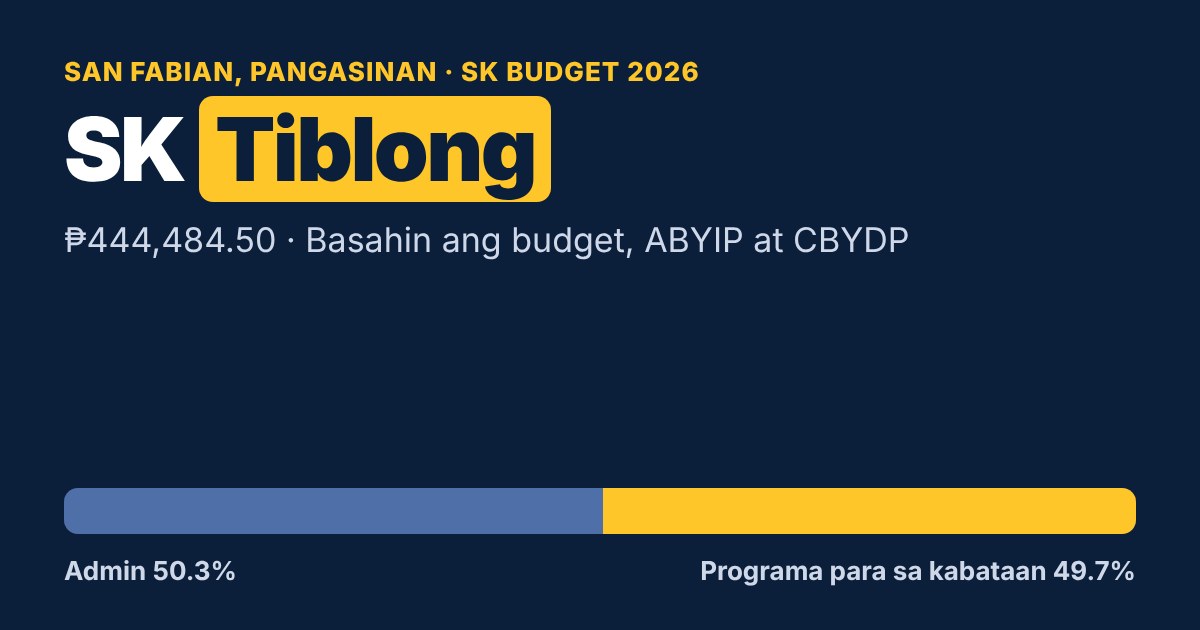 SAN FABIAN, PANGASINAN · SK BUDGET 2026
SK Tiblong
₱444,484.50 · Basahin ang budget, ABYIP at CBYDP
Admin 50.3%
Programa para sa kabataan 49.7%